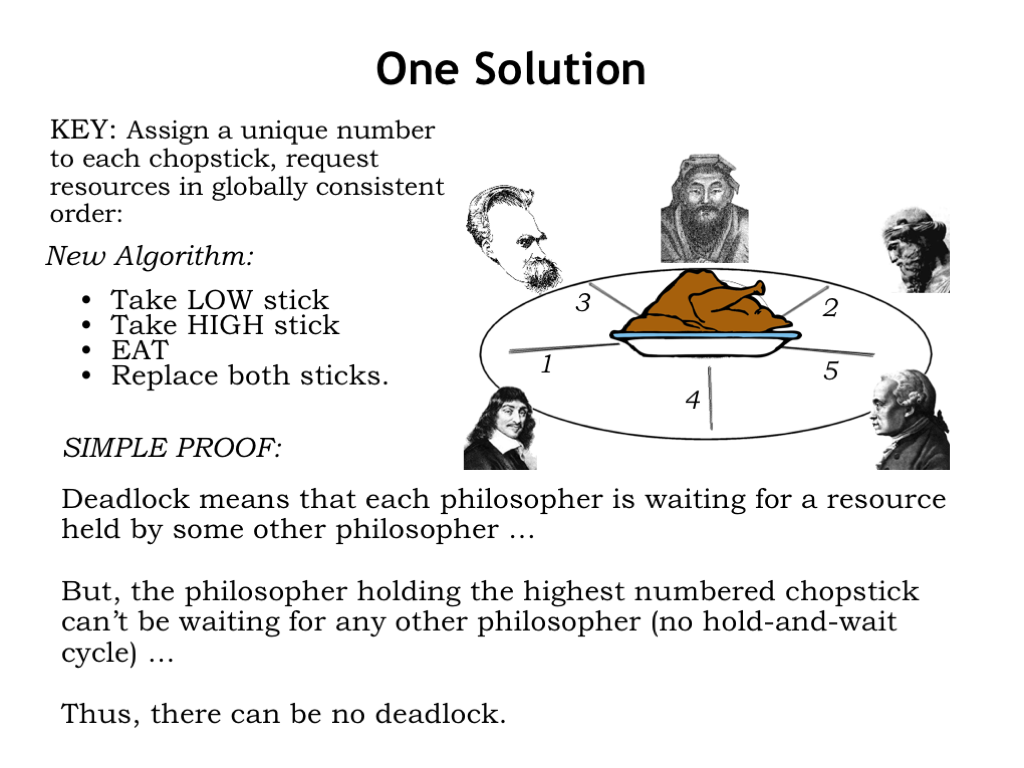 One Solution
KEY: Assign a unique number
to each chopstick, request
resources in globally consistent
order:
New Algorithm:
• Take LOW stick
• Take HIGH stick
• EAT
• Replace both sticks.
3
2
1
5
4
SIMPLE PROOF:
Deadlock means that each philosopher is waiting for a resource
held by some other philosopher …
But, the philosopher holding the highest numbered chopstick
can’t be waiting for any other philosopher (no hold-and-wait
cycle) …
Thus, there can be no deadlock.